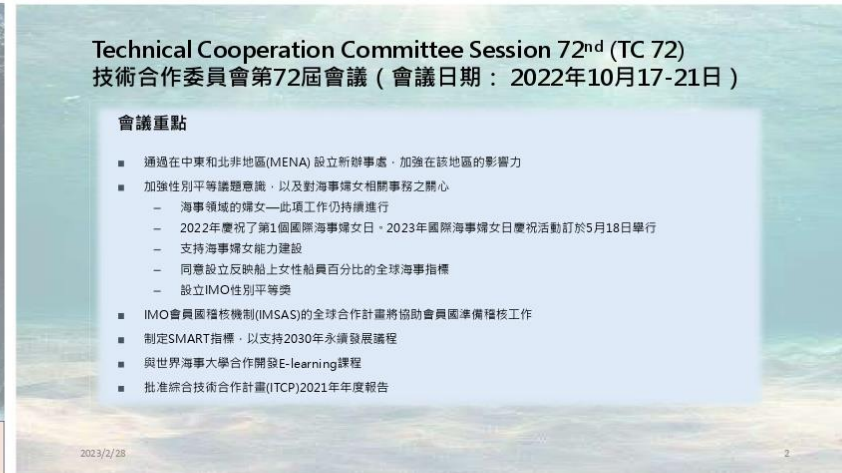 Technical Cooperation Committee Session 72nd (TC 72)
技術合作委員會第72屆會議（會議日期： 2022年10月17-21日）
會議重點
■ 通過在中東和北非地區(MENA) 設立新辦事處，加強在該地區的影響力
■ 加強性別平等議題意識，以及對海事婦女相關事務之關心
– 海事領域的婦女—此項工作仍持續進行
– 2022年慶祝了第1個國際海事婦女日。2023年國際海事婦女日慶祝活動訂於5月18日舉行
– 支持海事婦女能力建設
– 同意設立反映船上女性船員百分比的全球海事指標
– 設立IMO性別平等獎
■ IMO會員國稽核機制(IMSAS)的全球合作計畫將協助會員國準備稽核工作
■ 制定SMART指標，以支持2030年永續發展議程
■ 與世界海事大學合作開發E-learning課程
■ 批准綜合技術合作計畫(ITCP)2021年年度報告
2023/2/28
2